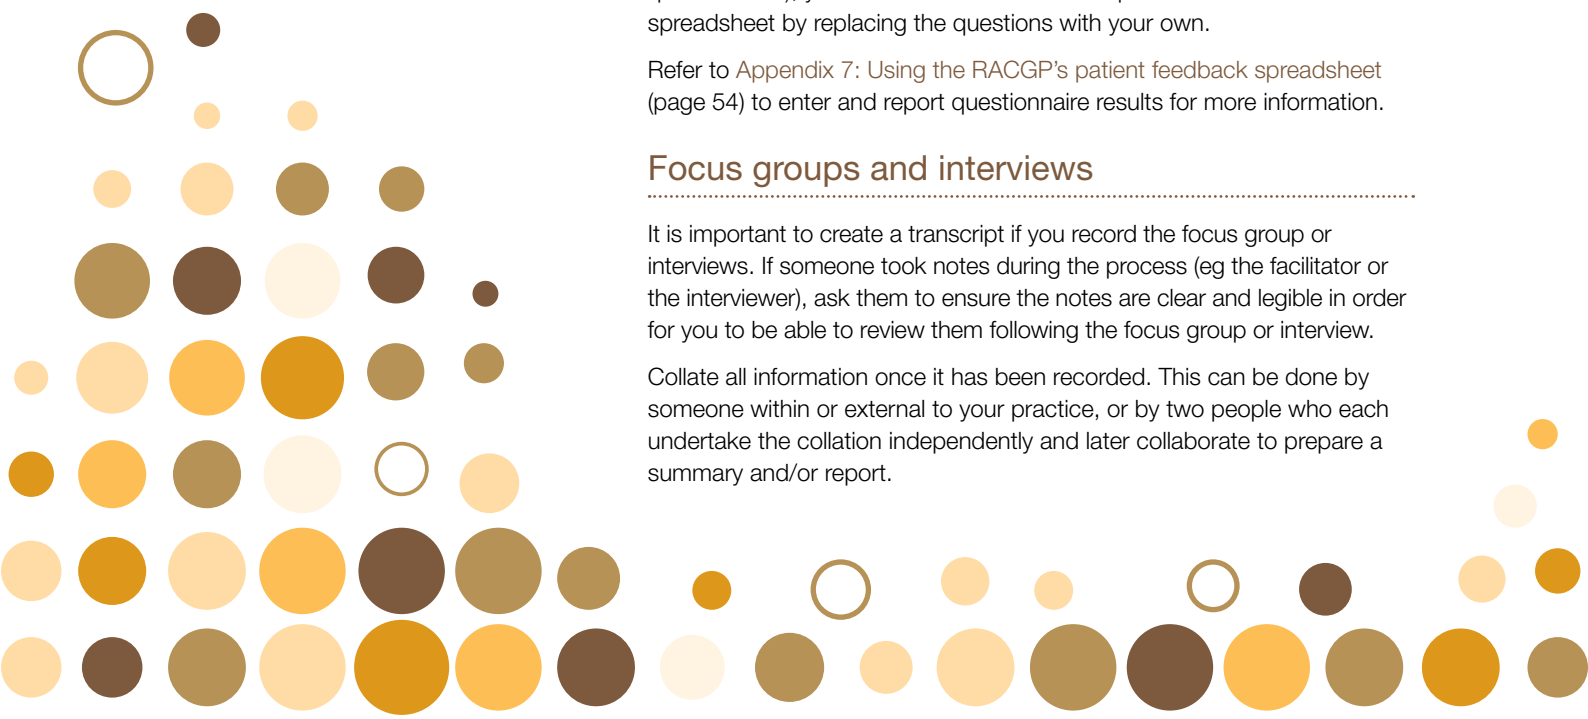 spreadsheet by replacing the questions with your own.
Refer to Appendix 7: Using the RACGP’s patient feedback spreadsheet
(page 54) to enter and report questionnaire results for more information.
Focus groups and interviews
It is important to create a transcript if you record the focus group or
interviews. If someone took notes during the process (eg the facilitator or
the interviewer), ask them to ensure the notes are clear and legible in order
for you to be able to review them following the focus group or interview.
Collate all information once it has been recorded. This can be done by
someone within or external to your practice, or by two people who each
undertake the collation independently and later collaborate to prepare a
summary and/or report.